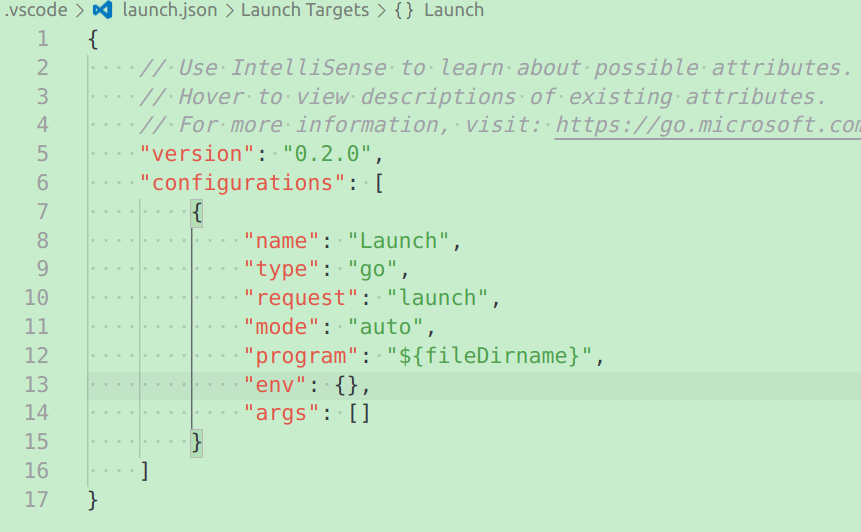 .vscode > launch.json > Launch Targets > {} Launch
1 {
2 // Use IntelliSense to learn about possible attributes.
3 // Hover to view descriptions of existing attributes.
4 // For more information, visit: https://go.microsoft.com
5 "version": "0.2.0",
6 "configurations": [
7 {
8 "name": "Launch",
9 "type": "go",
10 "request": "launch",
11 "mode": "auto",
12 "program": "${fileDirname}",
13 "env": {},
14 "args": []
15 }
16 ]
17 }